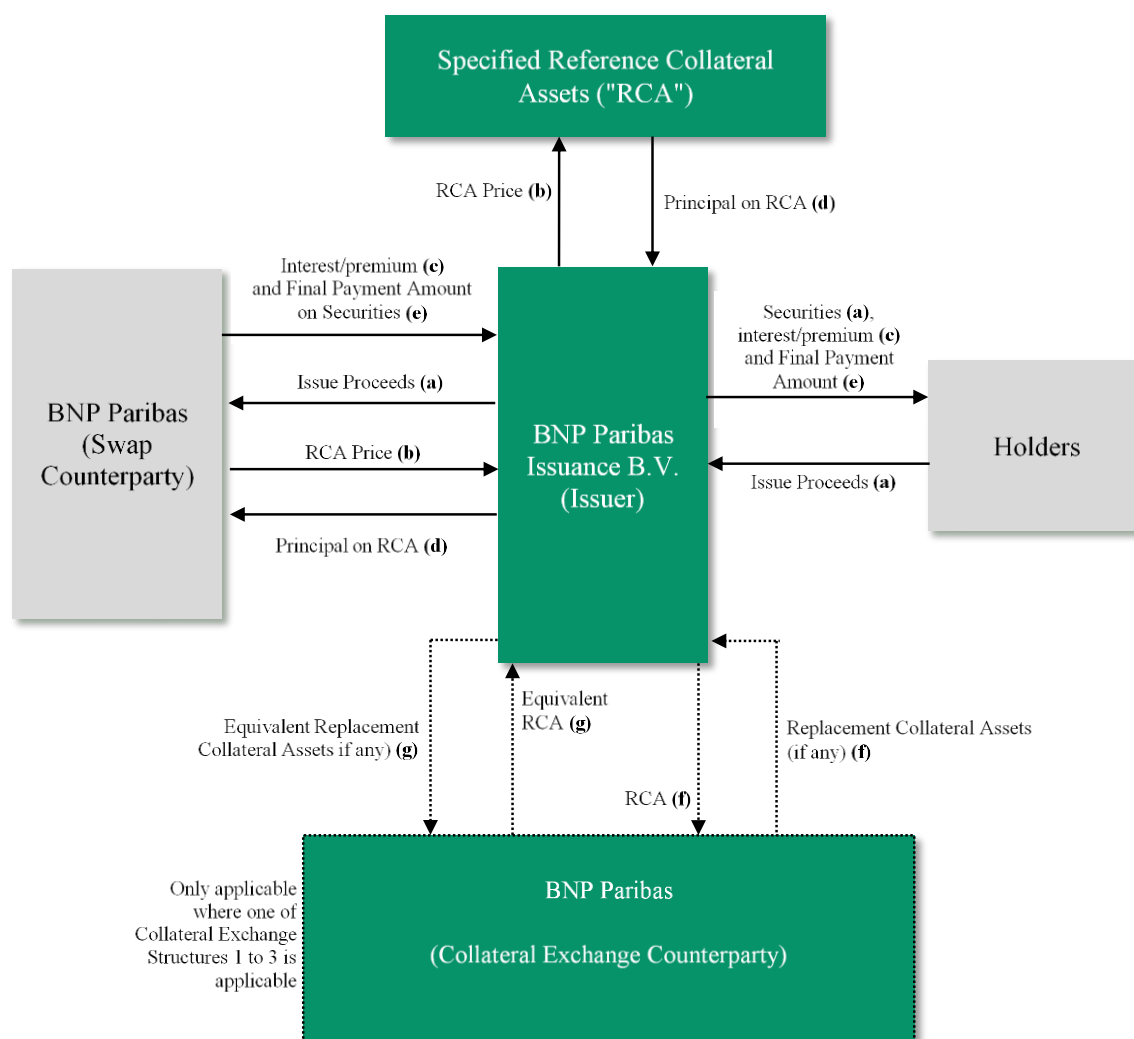 Specified Reference Collateral
Assets ("RCA")
RCA Price (b)
Principal on RCA (d)
Interest/premium (c)
and Final Payment Amount
on Securities (e)
Issue Proceeds (a)
RCA Price (b)
Principal on RCA (d)
BNP Paribas
(Swap
Counterparty)
BNP Paribas
Issuance B.V.
(Issuer)
Securities (a),
interest/premium (c)
and Final Payment
Amount (e)
Issue Proceeds (a)
Holders
Equivalent Replacement
Collateral Assets if any) (g)
Equivalent
RCA (g)
RCA (f)
Replacement Collateral Assets
(if any) (f)
Only applicable
where one of
Collateral Exchange
Structures 1 to 3 is
applicable
BNP Paribas
(Collateral Exchange Counterparty)